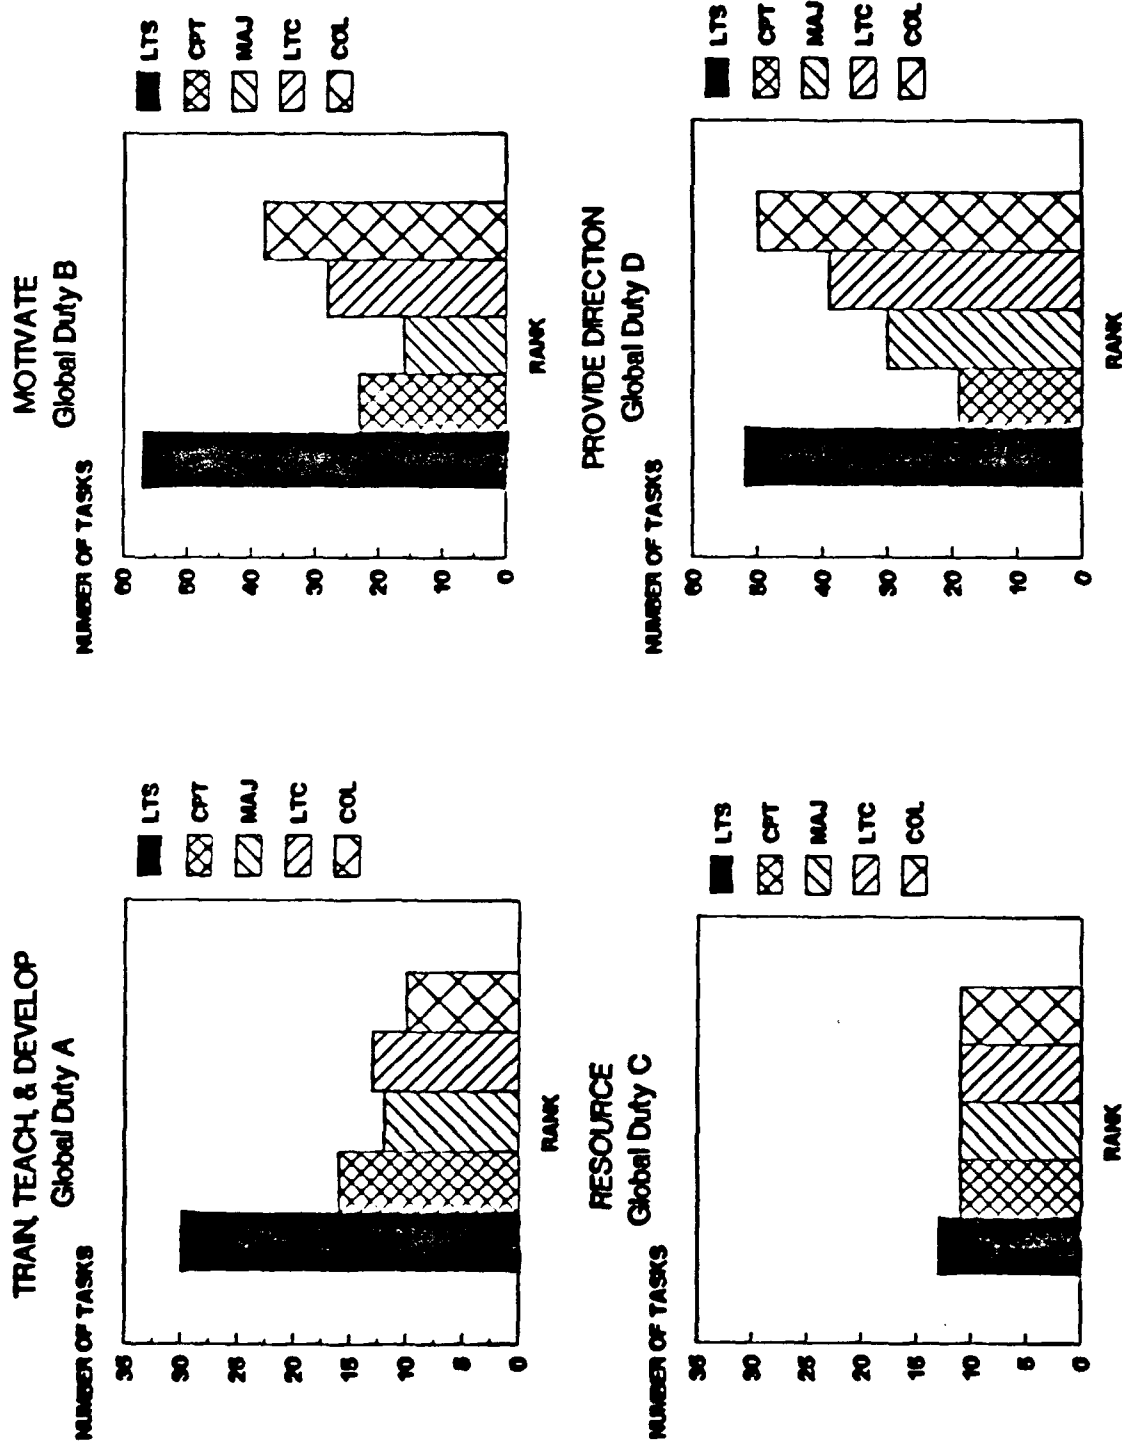 TRAIN, TEACH, & DEVELOP
Global Duty A
NUMBER OF TASKS
35
30
25
20
15
10
5
0
RANK
LTS
CPT
MAJ
LTC
COL
MOTIVATE
Global Duty B
NUMBER OF TASKS
60
50
40
30
20
10
0
RANK
LTS
CPT
MAJ
LTC
COL
RESOURCE
Global Duty C
NUMBER OF TASKS
35
30
25
20
15
10
5
0
RANK
LTS
CPT
MAJ
LTC
COL
PROVIDE DIRECTION
Global Duty D
NUMBER OF TASKS
60
50
40
30
20
10
0
RANK
LTS
CPT
MAJ
LTC
COL